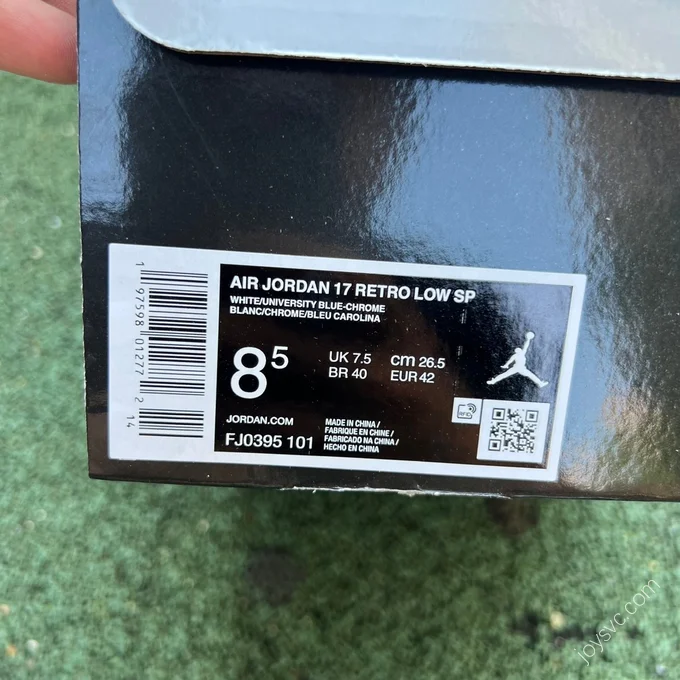 AIR JORDAN 17 RETRO LOW SP
WHITE/UNIVERSITY BLUE-CHROME
BLANC/CHROME/BLEU CAROLINA
8 5
UK 7.5 cm 26.5
BR 40 EUR 42
JORDAN.COM
FJ0395 101
MADE IN CHINA /
FABRIQUE EN CHINE /
FABRICADO NA CHINA /
HECHO EN CHINA
RFID
1 97598 01277 2 14
joysvc.com